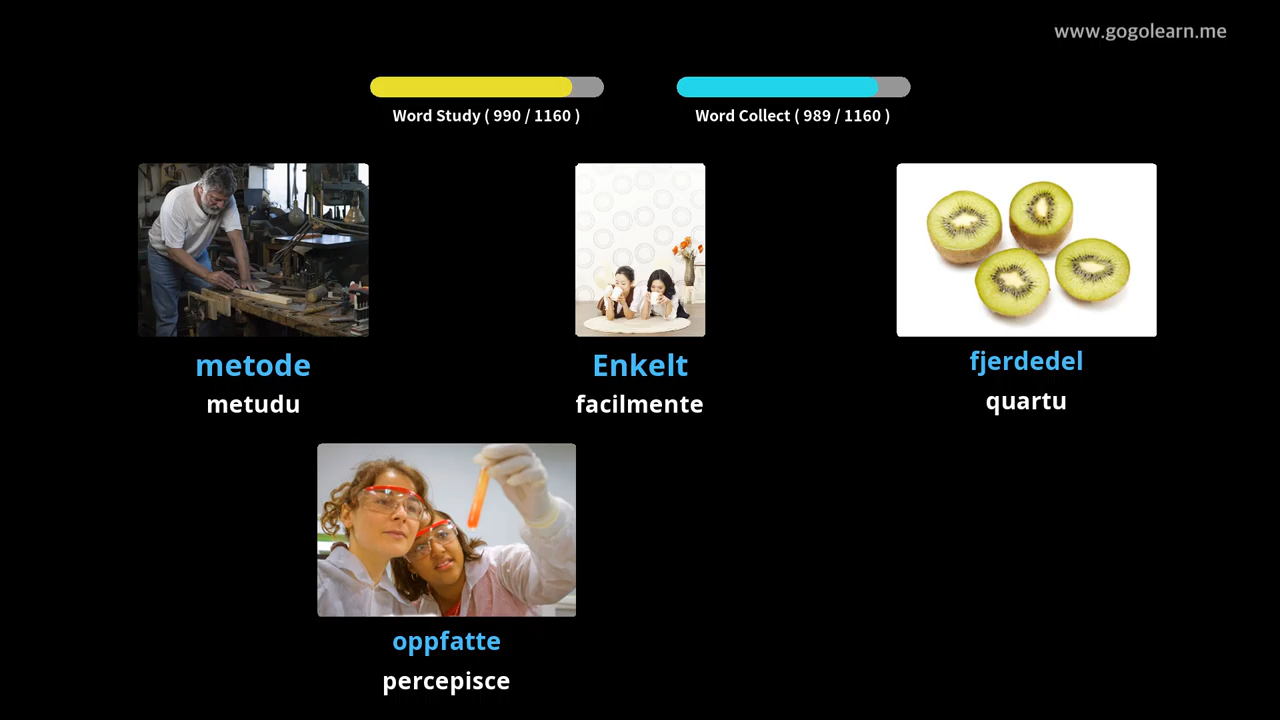 www.gogolearn.me
Word Study ( 990 / 1160 )
Word Collect ( 989 / 1160 )
metode
metudu
Enkelt
facilmente
fjerdedel
quartu
oppfatte
percepisce